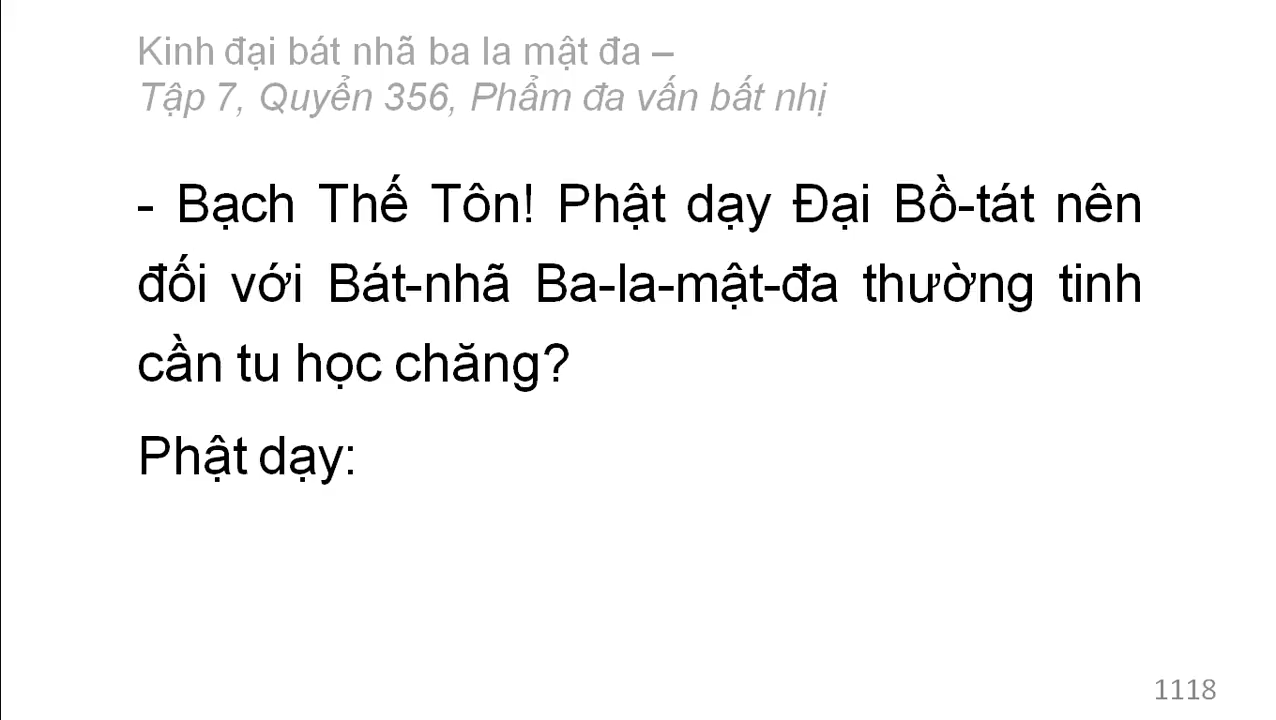 Kinh đại bát nhã ba la mật đa –
Tập 7, Quyển 356, Phẩm đa vấn bất nhị
- Bạch Thế Tôn! Phật dạy Đại Bồ-tát nên
đối với Bát-nhã Ba-la-mật-đa thường tinh
cần tu học chăng?
Phật dạy:
1118